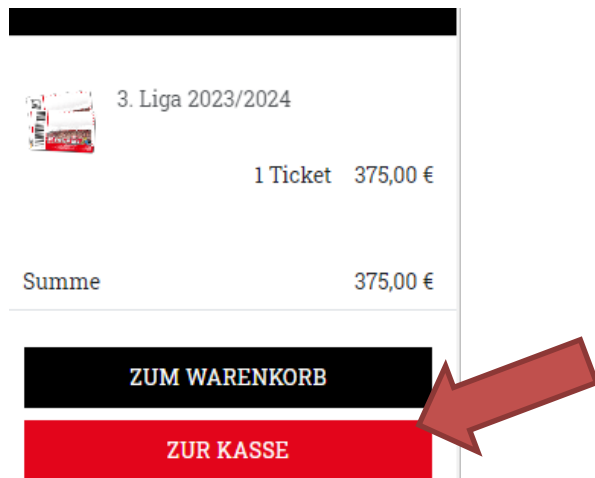 3. Liga 2023/2024
1 Ticket 375,00 €
Summe 375,00 €
ZUM WARENKORB
ZUR KASSE